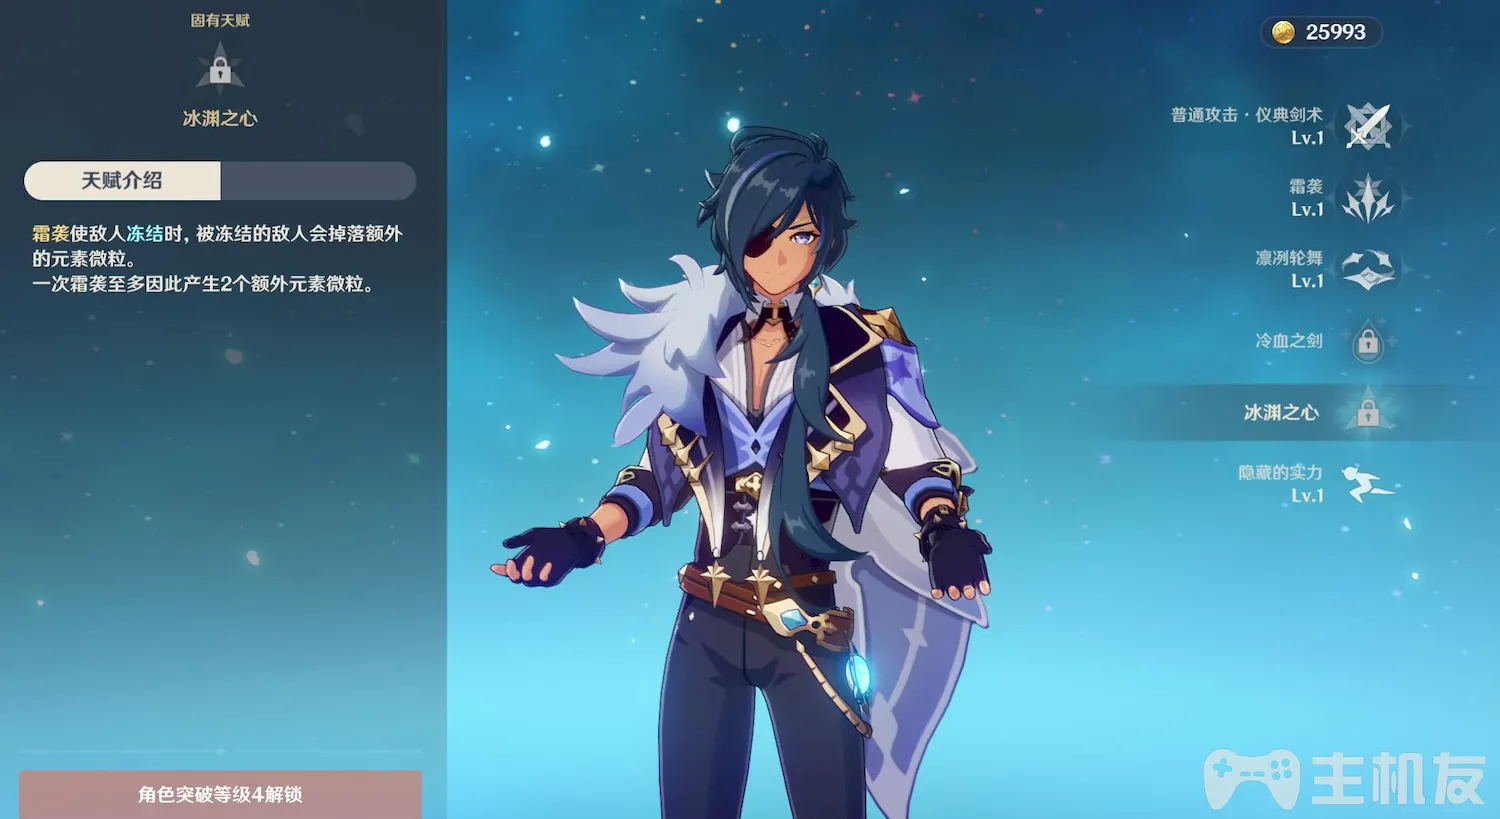 固有天赋
冰渊之心
天赋介绍
霜袭使敌人冻结时,被冻结的敌人会掉落额外
的元素微粒。
一次霜袭至多因此产生2个额外元素微粒。
角色突破等级4解锁
25993
普通攻击·仪典剑术
Lv.1
霜袭
Lv.1
凛冽轮舞
Lv.1
冷血之剑
冰渊之心
隐藏的实力
Lv.1
主机友